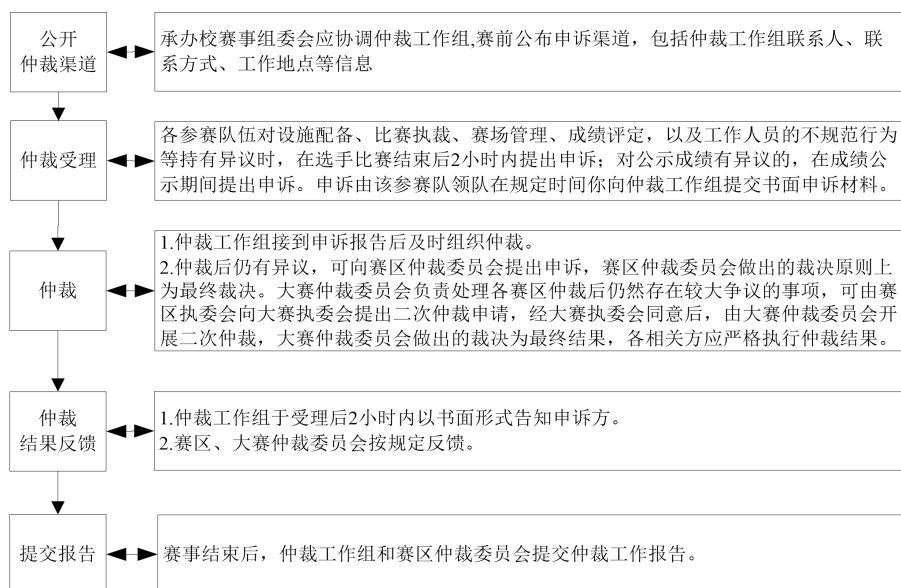 公开
仲裁渠道
承办校赛事组委会应协调仲裁工作组,赛前公布申诉渠道，包括仲裁工作组联系人、联
系方式、工作地点等信息
仲裁受理
各参赛队伍对设施配备、比赛执裁、赛场管理、成绩评定，以及工作人员的不规范行为
等持有异议时，在选手比赛结束后2小时内提出申诉；对公示成绩有异议的，在成绩公
示期间提出申诉。申诉由该参赛队领队在规定时间你向仲裁工作组提交书面申诉材料。
仲裁
1.仲裁工作组接到申诉报告后及时组织仲裁。
2.仲裁后仍有异议，可向赛区仲裁委员会提出申诉，赛区仲裁委员会做出的裁决原则上
为最终裁决。大赛仲裁委员会负责处理各赛区仲裁后仍然存在较大争议的事项，可由赛
区执委会向大赛执委会提出二次仲裁申请，经大赛执委会同意后，由大赛仲裁委员会开
展二次仲裁，大赛仲裁委员会做出的裁决为最终结果，各相关方应严格执行仲裁结果。
仲裁
结果反馈
1.仲裁工作组于受理后2小时内以书面形式告知申诉方。
2.赛区、大赛仲裁委员会按规定反馈。
提交报告
赛事结束后，仲裁工作组和赛区仲裁委员会提交仲裁工作报告。